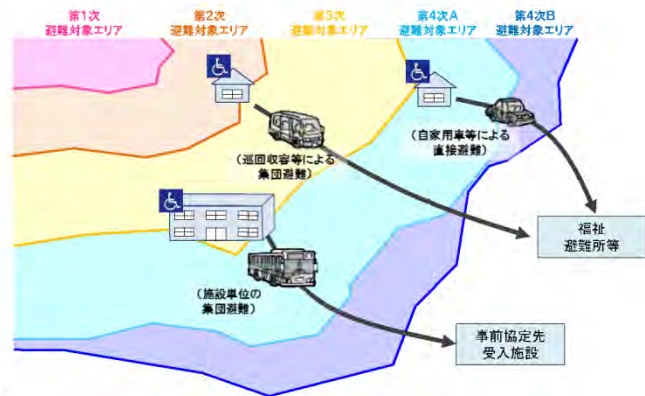 第1次
避難対象エリア
第2次
避難対象エリア
第3次
避難対象エリア
第4次A
避難対象エリア
第4次B
避難対象エリア
(巡回収容等による
集団避難)
(自家用車等による
直接避難)
(施設単位の
集団避難)
福祉
避難所等
事前協定先
受入施設